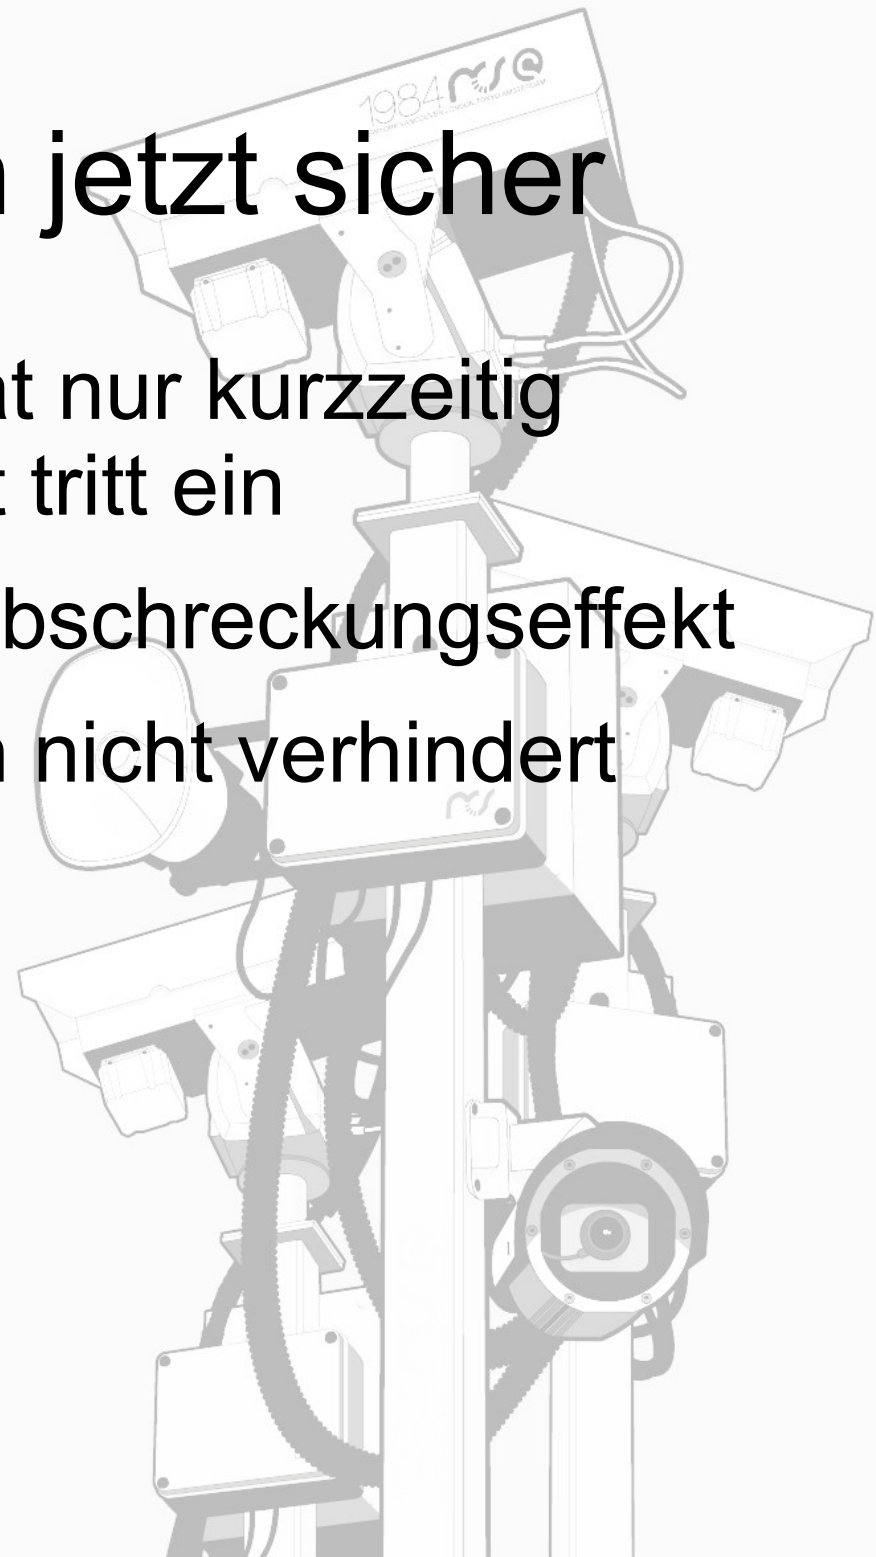 1984
jetzt sicher
nur kurzzeitig
tritt ein
bschreckungseffekt
nicht verhindert